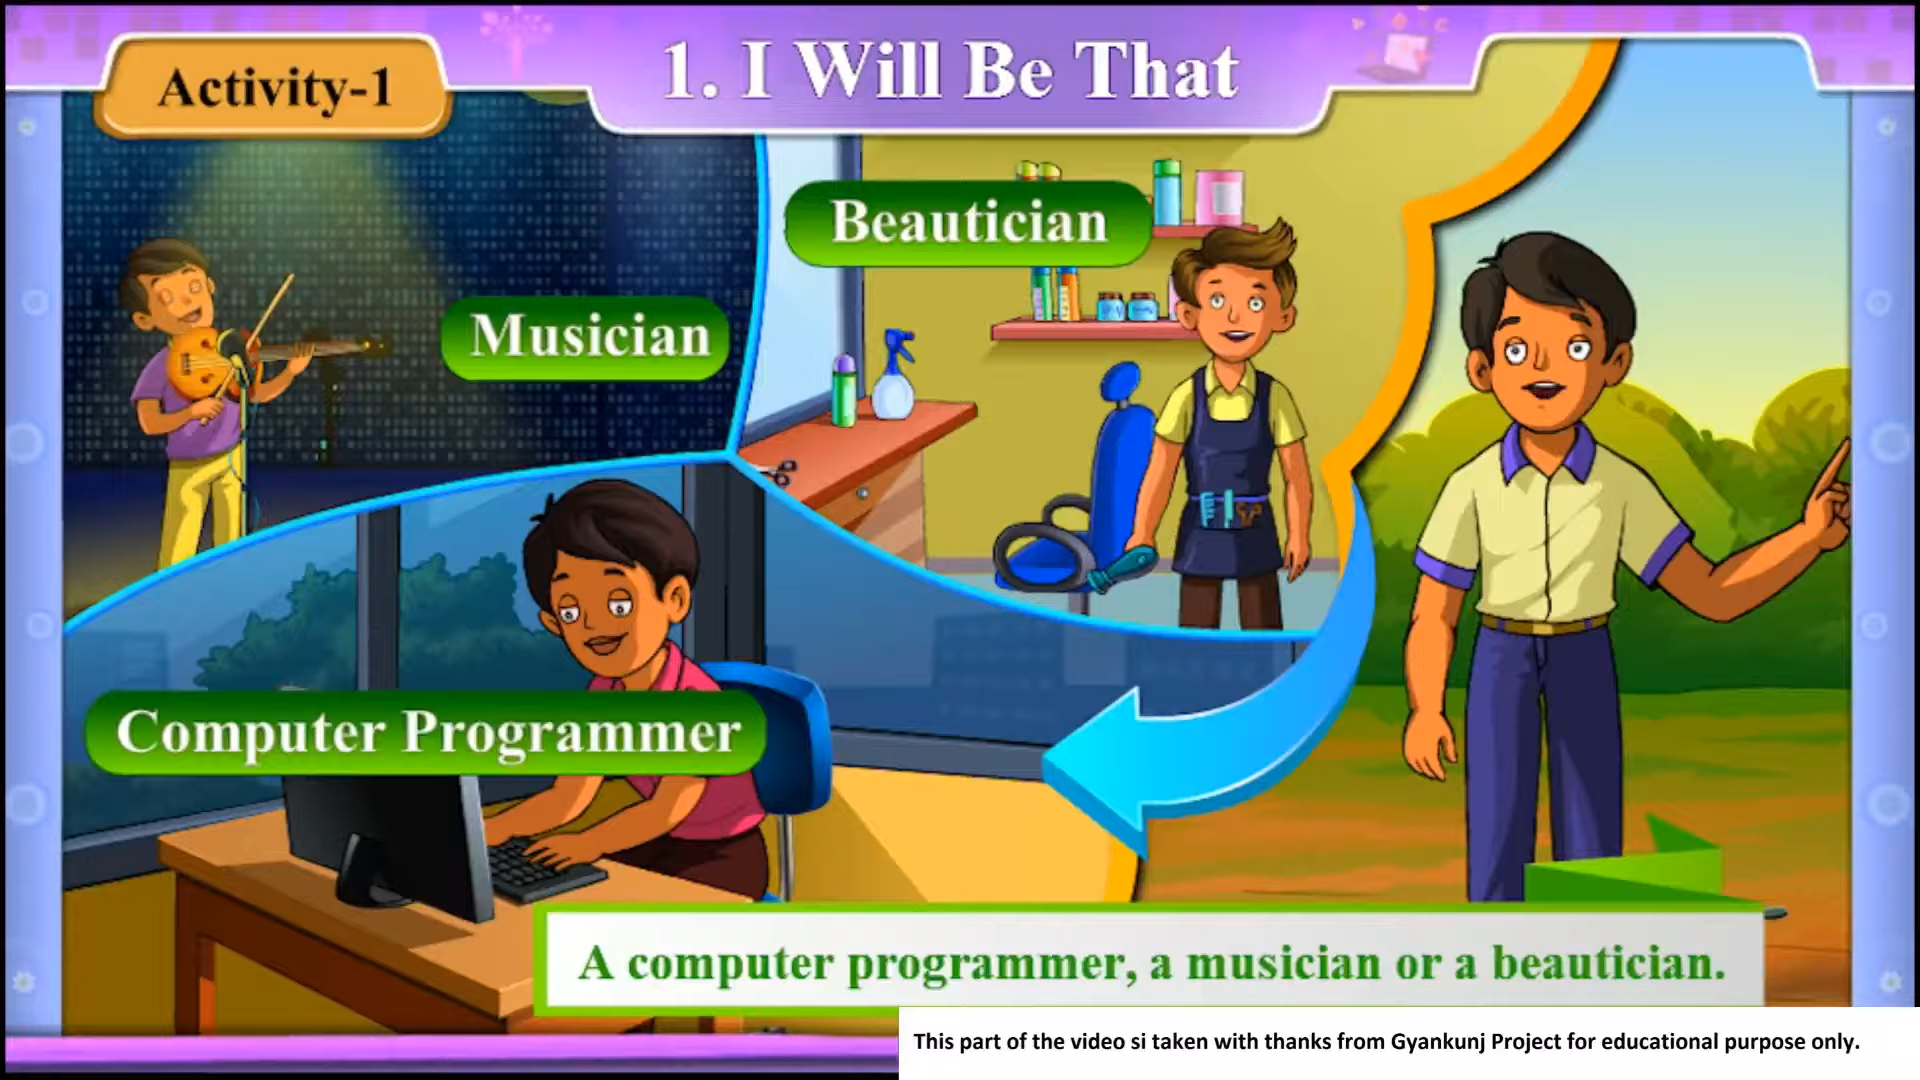 Activity-1
1. I Will Be That
Beautician
Musician
Computer Programmer
A computer programmer, a musician or a beautician.
This part of the video si taken with thanks from Gyankunj Project for educational purpose only.